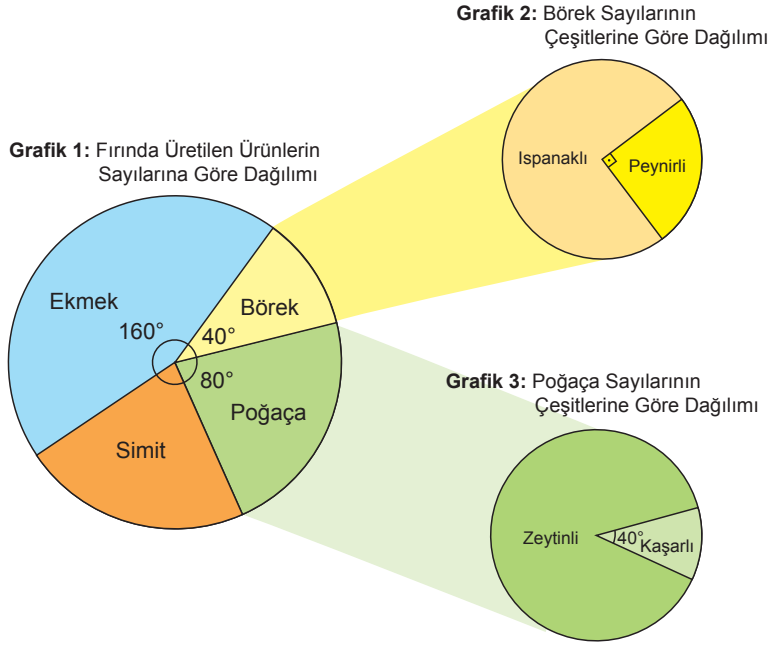 Grafik 2: Börek Sayılarının
Çeşitlerine Göre Dağılımı
Ispanaklı
Peynirli
Grafik 1: Fırında Üretilen Ürünlerin
Sayılarına Göre Dağılımı
Ekmek
Börek
160°
40°
80°
Poğaça
Simit
Grafik 3: Poğaça Sayılarının
Çeşitlerine Göre Dağılımı
Zeytinli
40°
Kaşarlı